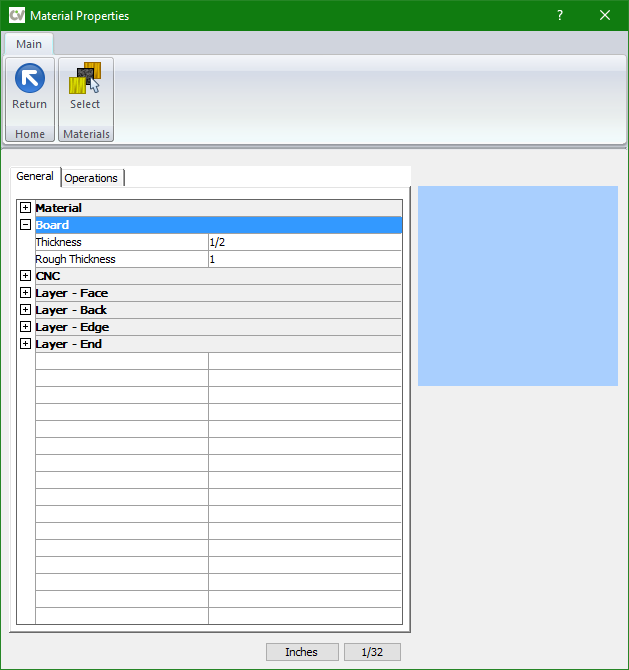 CV Material Properties ?
Main
Return
Select
Home
Materials
General Operations
Material
Board
Thickness 1/2
Rough Thickness 1
CNC
Layer - Face
Layer - Back
Layer - Edge
Layer - End
Inches 1/32